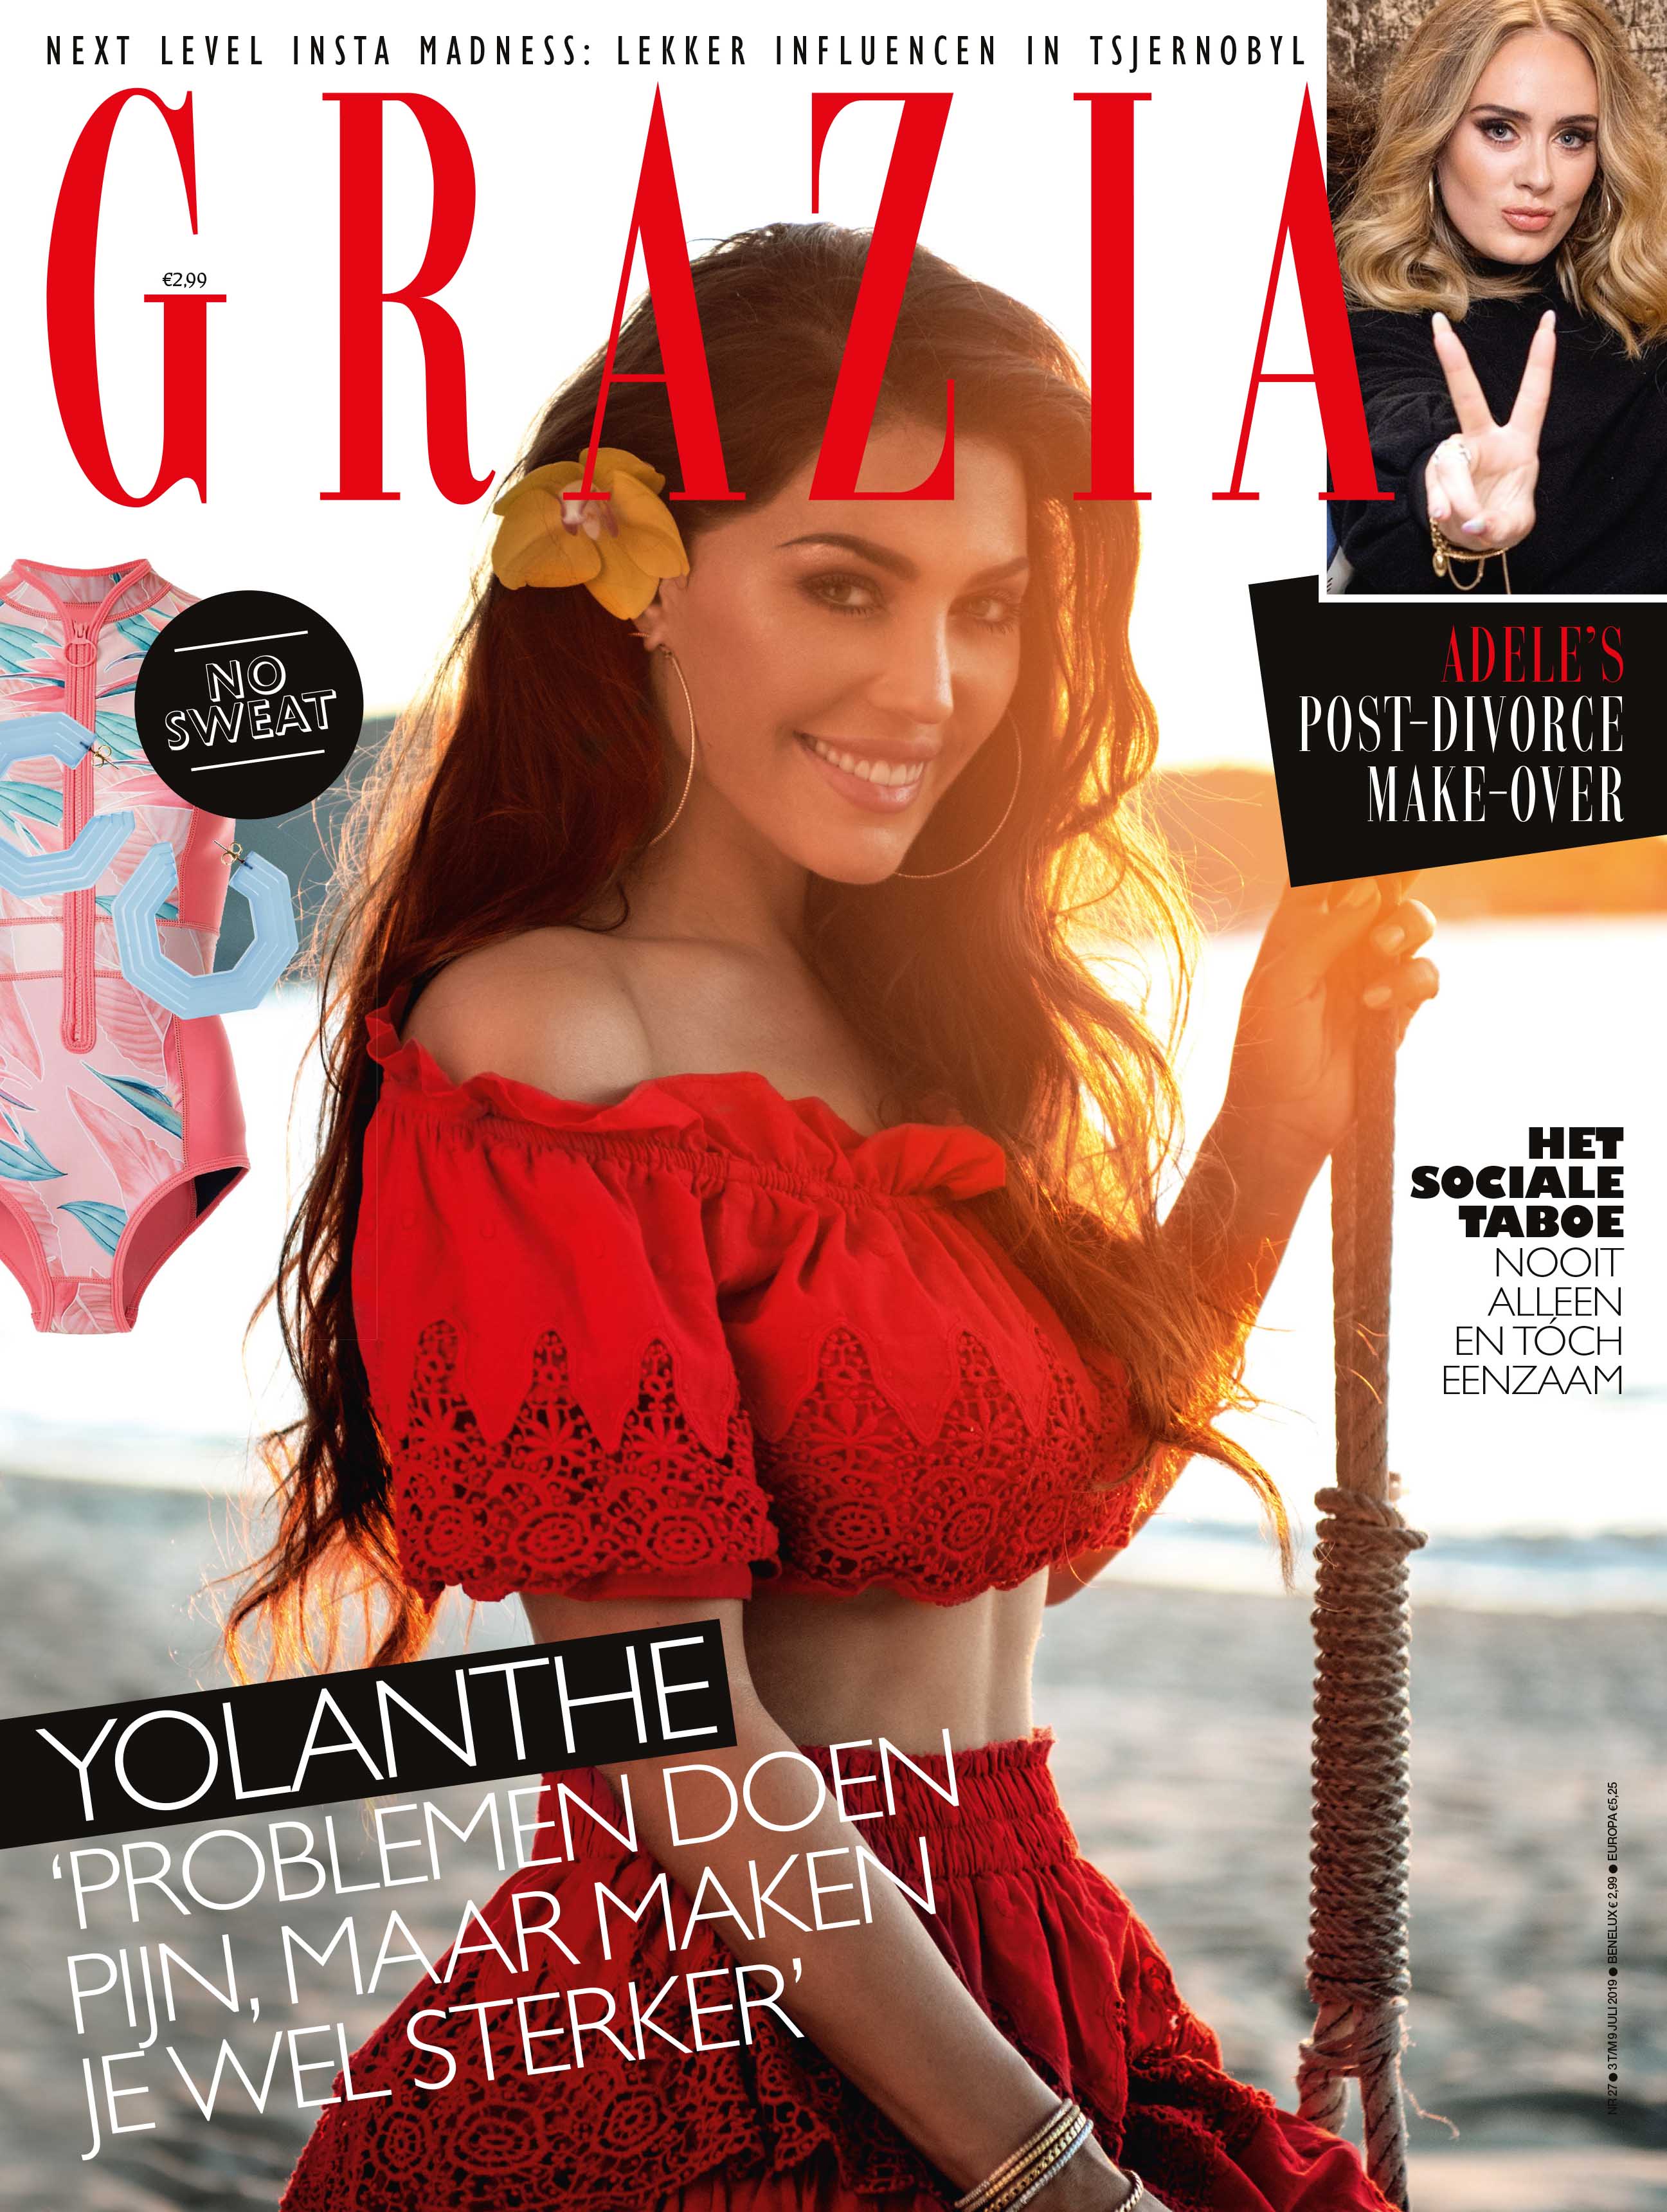 NEXT LEVEL INSTA MADNESS: LEKKER INFLUENCEN IN TSJERNOBYL
GRAZIA
€2,99
NO
SWEAT
ADELE'S
POST-DIVORCE
MAKE-OVER
HET
SOCIALE
TABOE
NOOIT
ALLEEN
EN TÓCH
EENZAAM
YOLANTHE
‘PROBLEMEN DOEN
PIJN, MAAR MAKEN
JE WEL STERKER’
NR 27 ● 3 T/M 9 JULI 2019 ● BENELUX € 2,99 ● EUROPA €5,25